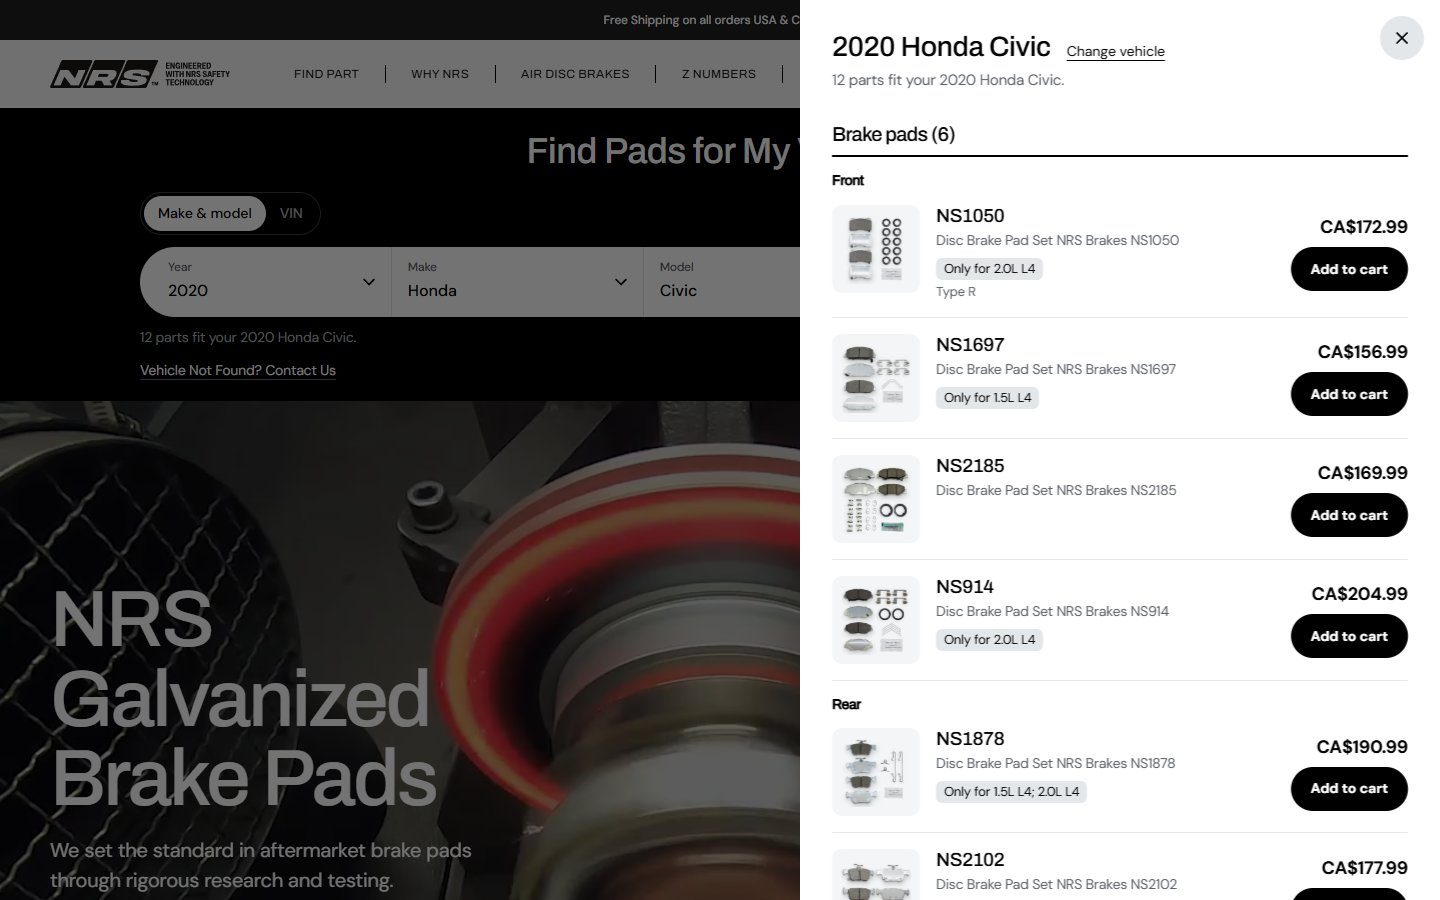 Free Shipping on all orders USA & C
NRS
ENGINEERED
WITH NRS SAFETY
TECHNOLOGY
FIND PART
WHY NRS
AIR DISC BRAKES
Z NUMBERS
Find Pads for My
Make & model
VIN
Year
2020
Make
Honda
Model
Civic
12 parts fit your 2020 Honda Civic.
Vehicle Not Found? Contact Us
NRS
Galvanized
Brake Pads
We set the standard in aftermarket brake pads
through rigorous research and testing.
2020 Honda Civic Change vehicle
12 parts fit your 2020 Honda Civic.
Brake pads (6)
Front
NS1050
Disc Brake Pad Set NRS Brakes NS1050
Only for 2.0L L4
Type R
CA$172.99
Add to cart
NS1697
Disc Brake Pad Set NRS Brakes NS1697
Only for 1.5L L4
CA$156.99
Add to cart
NS2185
Disc Brake Pad Set NRS Brakes NS2185
CA$169.99
Add to cart
NS914
Disc Brake Pad Set NRS Brakes NS914
Only for 2.0L L4
CA$204.99
Add to cart
Rear
NS1878
Disc Brake Pad Set NRS Brakes NS1878
Only for 1.5L L4; 2.0L L4
CA$190.99
Add to cart
NS2102
Disc Brake Pad Set NRS Brakes NS2102
CA$177.99